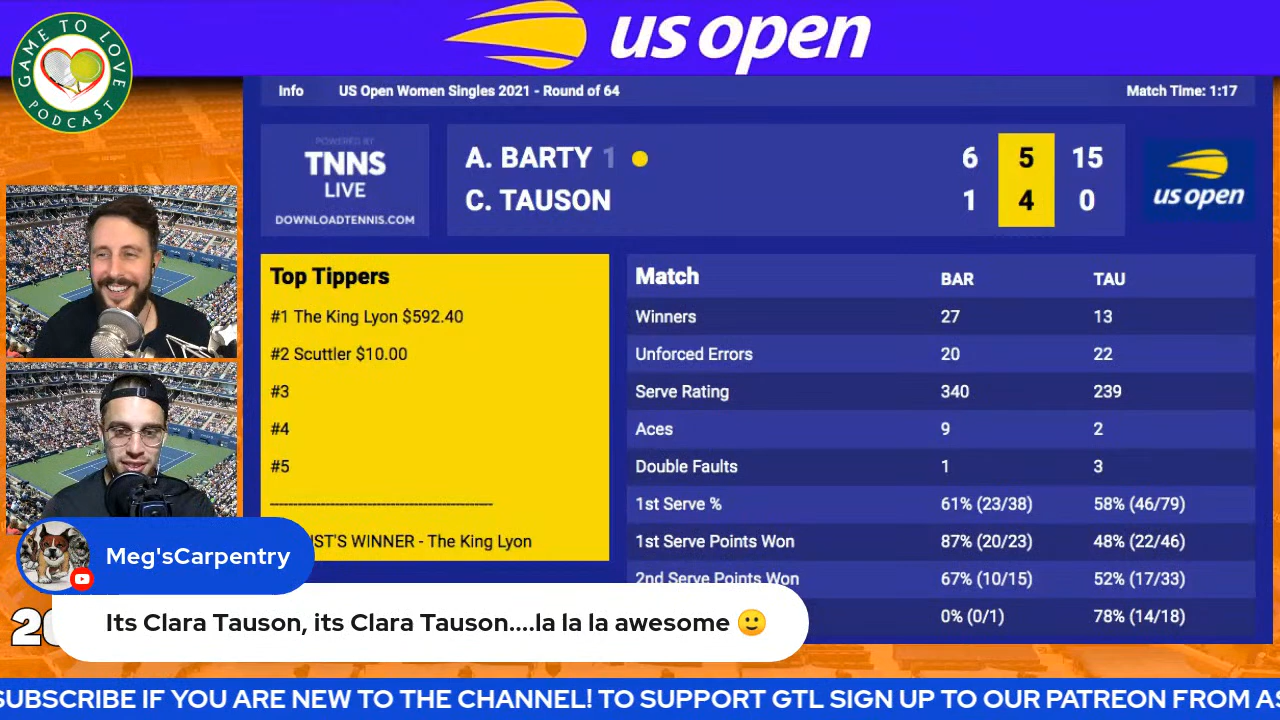 GAME TO LOVE
PODCAST
us open
Info US Open Women Singles 2021 - Round of 64 Match Time: 1:17
POWERED BY
TNNS
LIVE
DOWNLOADTENNIS.COM
A. BARTY 1 6 5 15
C. TAUSON 1 4 0
us open
Top Tippers
#1 The King Lyon $592.40
#2 Scuttler $10.00
#3
#4
#5
----------------------------------------
IST'S WINNER - The King Lyon
Match BAR TAU
Winners 27 13
Unforced Errors 20 22
Serve Rating 340 239
Aces 9 2
Double Faults 1 3
1st Serve % 61% (23/38) 58% (46/79)
1st Serve Points Won 87% (20/23) 48% (22/46)
2nd Serve Points Won 67% (10/15) 52% (17/33)
0% (0/1) 78% (14/18)
Meg'sCarpentry
Its Clara Tauson, its Clara Tauson....la la la awesome 🙂
SUBSCRIBE IF YOU ARE NEW TO THE CHANNEL! TO SUPPORT GTL SIGN UP TO OUR PATREON FROM AS